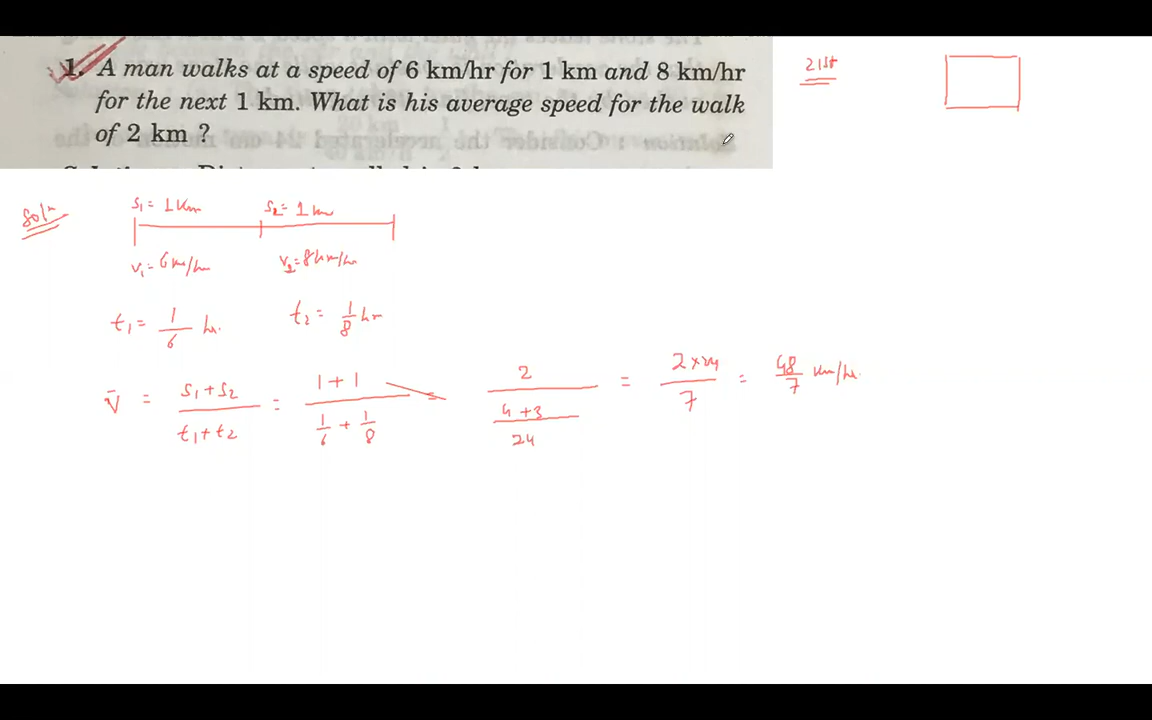 1. A man walks at a speed of 6 km/hr for 1 km and 8 km/hr
for the next 1 km. What is his average speed for the walk
of 2 km ?
21st
Soln
S₁ = 1 Km S₂ = 1 km
V₁ = 6 km/hr V₂ = 8 km/hr
t₁ = 1/6 hr. t₂ = 1/8 hr
V̄ = (S₁ + S₂)/(t₁ + t₂) = (1 + 1)/(1/6 + 1/8) 2/((4 + 3)/24) = (2 × 24)/7 = 48/7 km/hr.